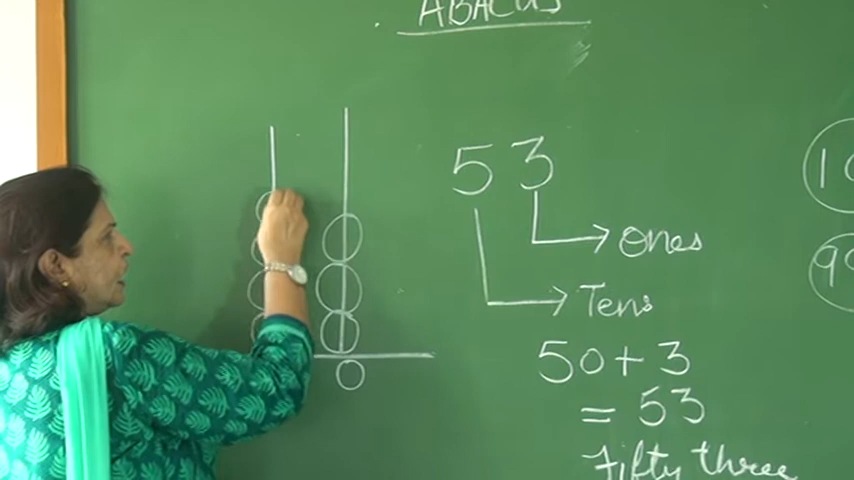 ABACUS
53
Ones
Tens
50+3
= 53
Fifty three
O